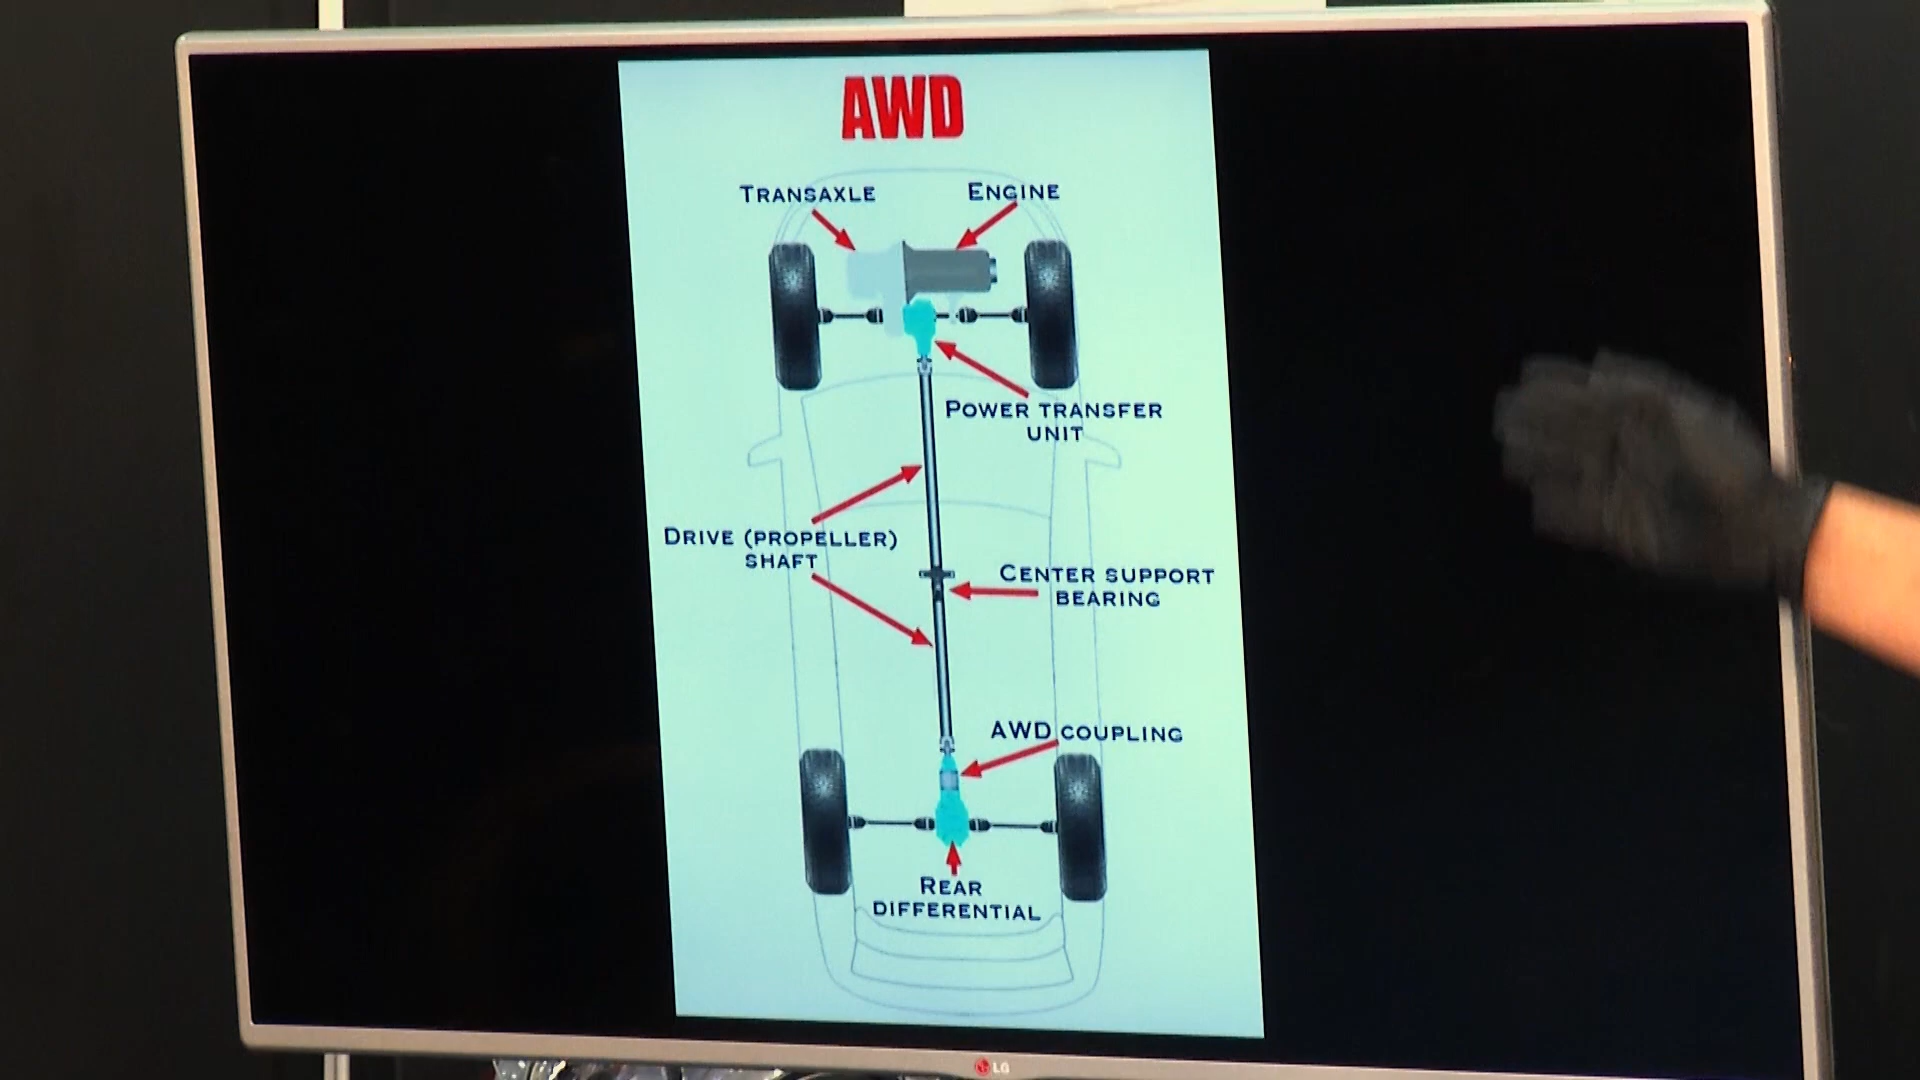 AWD
TRANSAXLE
ENGINE
POWER TRANSFER
UNIT
DRIVE (PROPELLER)
SHAFT
CENTER SUPPORT
BEARING
AWD COUPLING
REAR
DIFFERENTIAL
LG